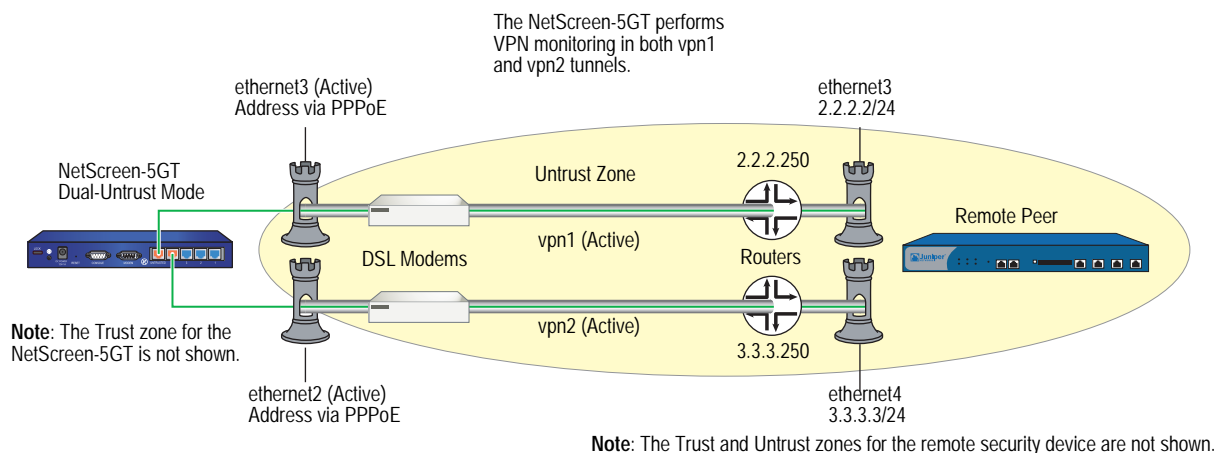 The NetScreen-5GT performs
VPN monitoring in both vpn1
and vpn2 tunnels.
ethernet3 (Active)
Address via PPPoE
ethernet3
2.2.2.2/24
NetScreen-5GT
Dual-Untrust Mode
Untrust Zone
2.2.2.250
Remote Peer
vpn1 (Active)
DSL Modems
Routers
Juniper
vpn2 (Active)
3.3.3.250
Note: The Trust zone for the
NetScreen-5GT is not shown.
ethernet2 (Active)
Address via PPPoE
ethernet4
3.3.3.3/24
Note: The Trust and Untrust zones for the remote security device are not shown.